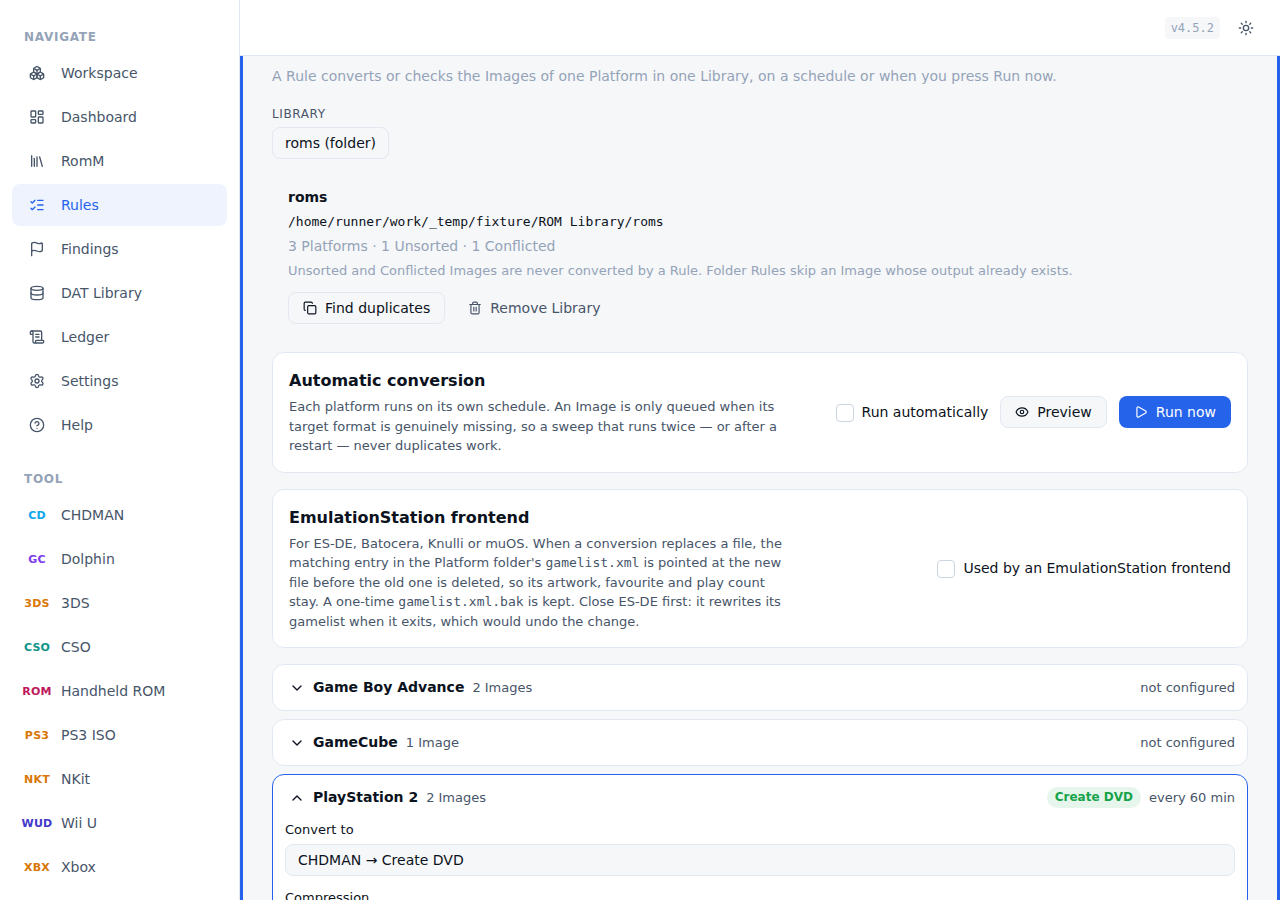 NAVIGATE
Workspace
Dashboard
RomM
Rules
Findings
DAT Library
Ledger
Settings
Help
TOOL
CD CHDMAN
GC Dolphin
3DS 3DS
CSO CSO
ROM Handheld ROM
PS3 PS3 ISO
NKT NKit
WUD Wii U
XBX Xbox
v4.5.2
A Rule converts or checks the Images of one Platform in one Library, on a schedule or when you press Run now.
LIBRARY
roms (folder)
roms
/home/runner/work/_temp/fixture/ROM Library/roms
3 Platforms · 1 Unsorted · 1 Conflicted
Unsorted and Conflicted Images are never converted by a Rule. Folder Rules skip an Image whose output already exists.
Find duplicates Remove Library
Automatic conversion
Each platform runs on its own schedule. An Image is only queued when its
target format is genuinely missing, so a sweep that runs twice — or after a
restart — never duplicates work.
Run automatically Preview Run now
EmulationStation frontend
For ES-DE, Batocera, Knulli or muOS. When a conversion replaces a file, the
matching entry in the Platform folder's gamelist.xml is pointed at the new
file before the old one is deleted, so its artwork, favourite and play count
stay. A one-time gamelist.xml.bak is kept. Close ES-DE first: it rewrites its
gamelist when it exits, which would undo the change.
Used by an EmulationStation frontend
Game Boy Advance 2 Images not configured
GameCube 1 Image not configured
PlayStation 2 2 Images Create DVD every 60 min
Convert to
CHDMAN → Create DVD
Compression